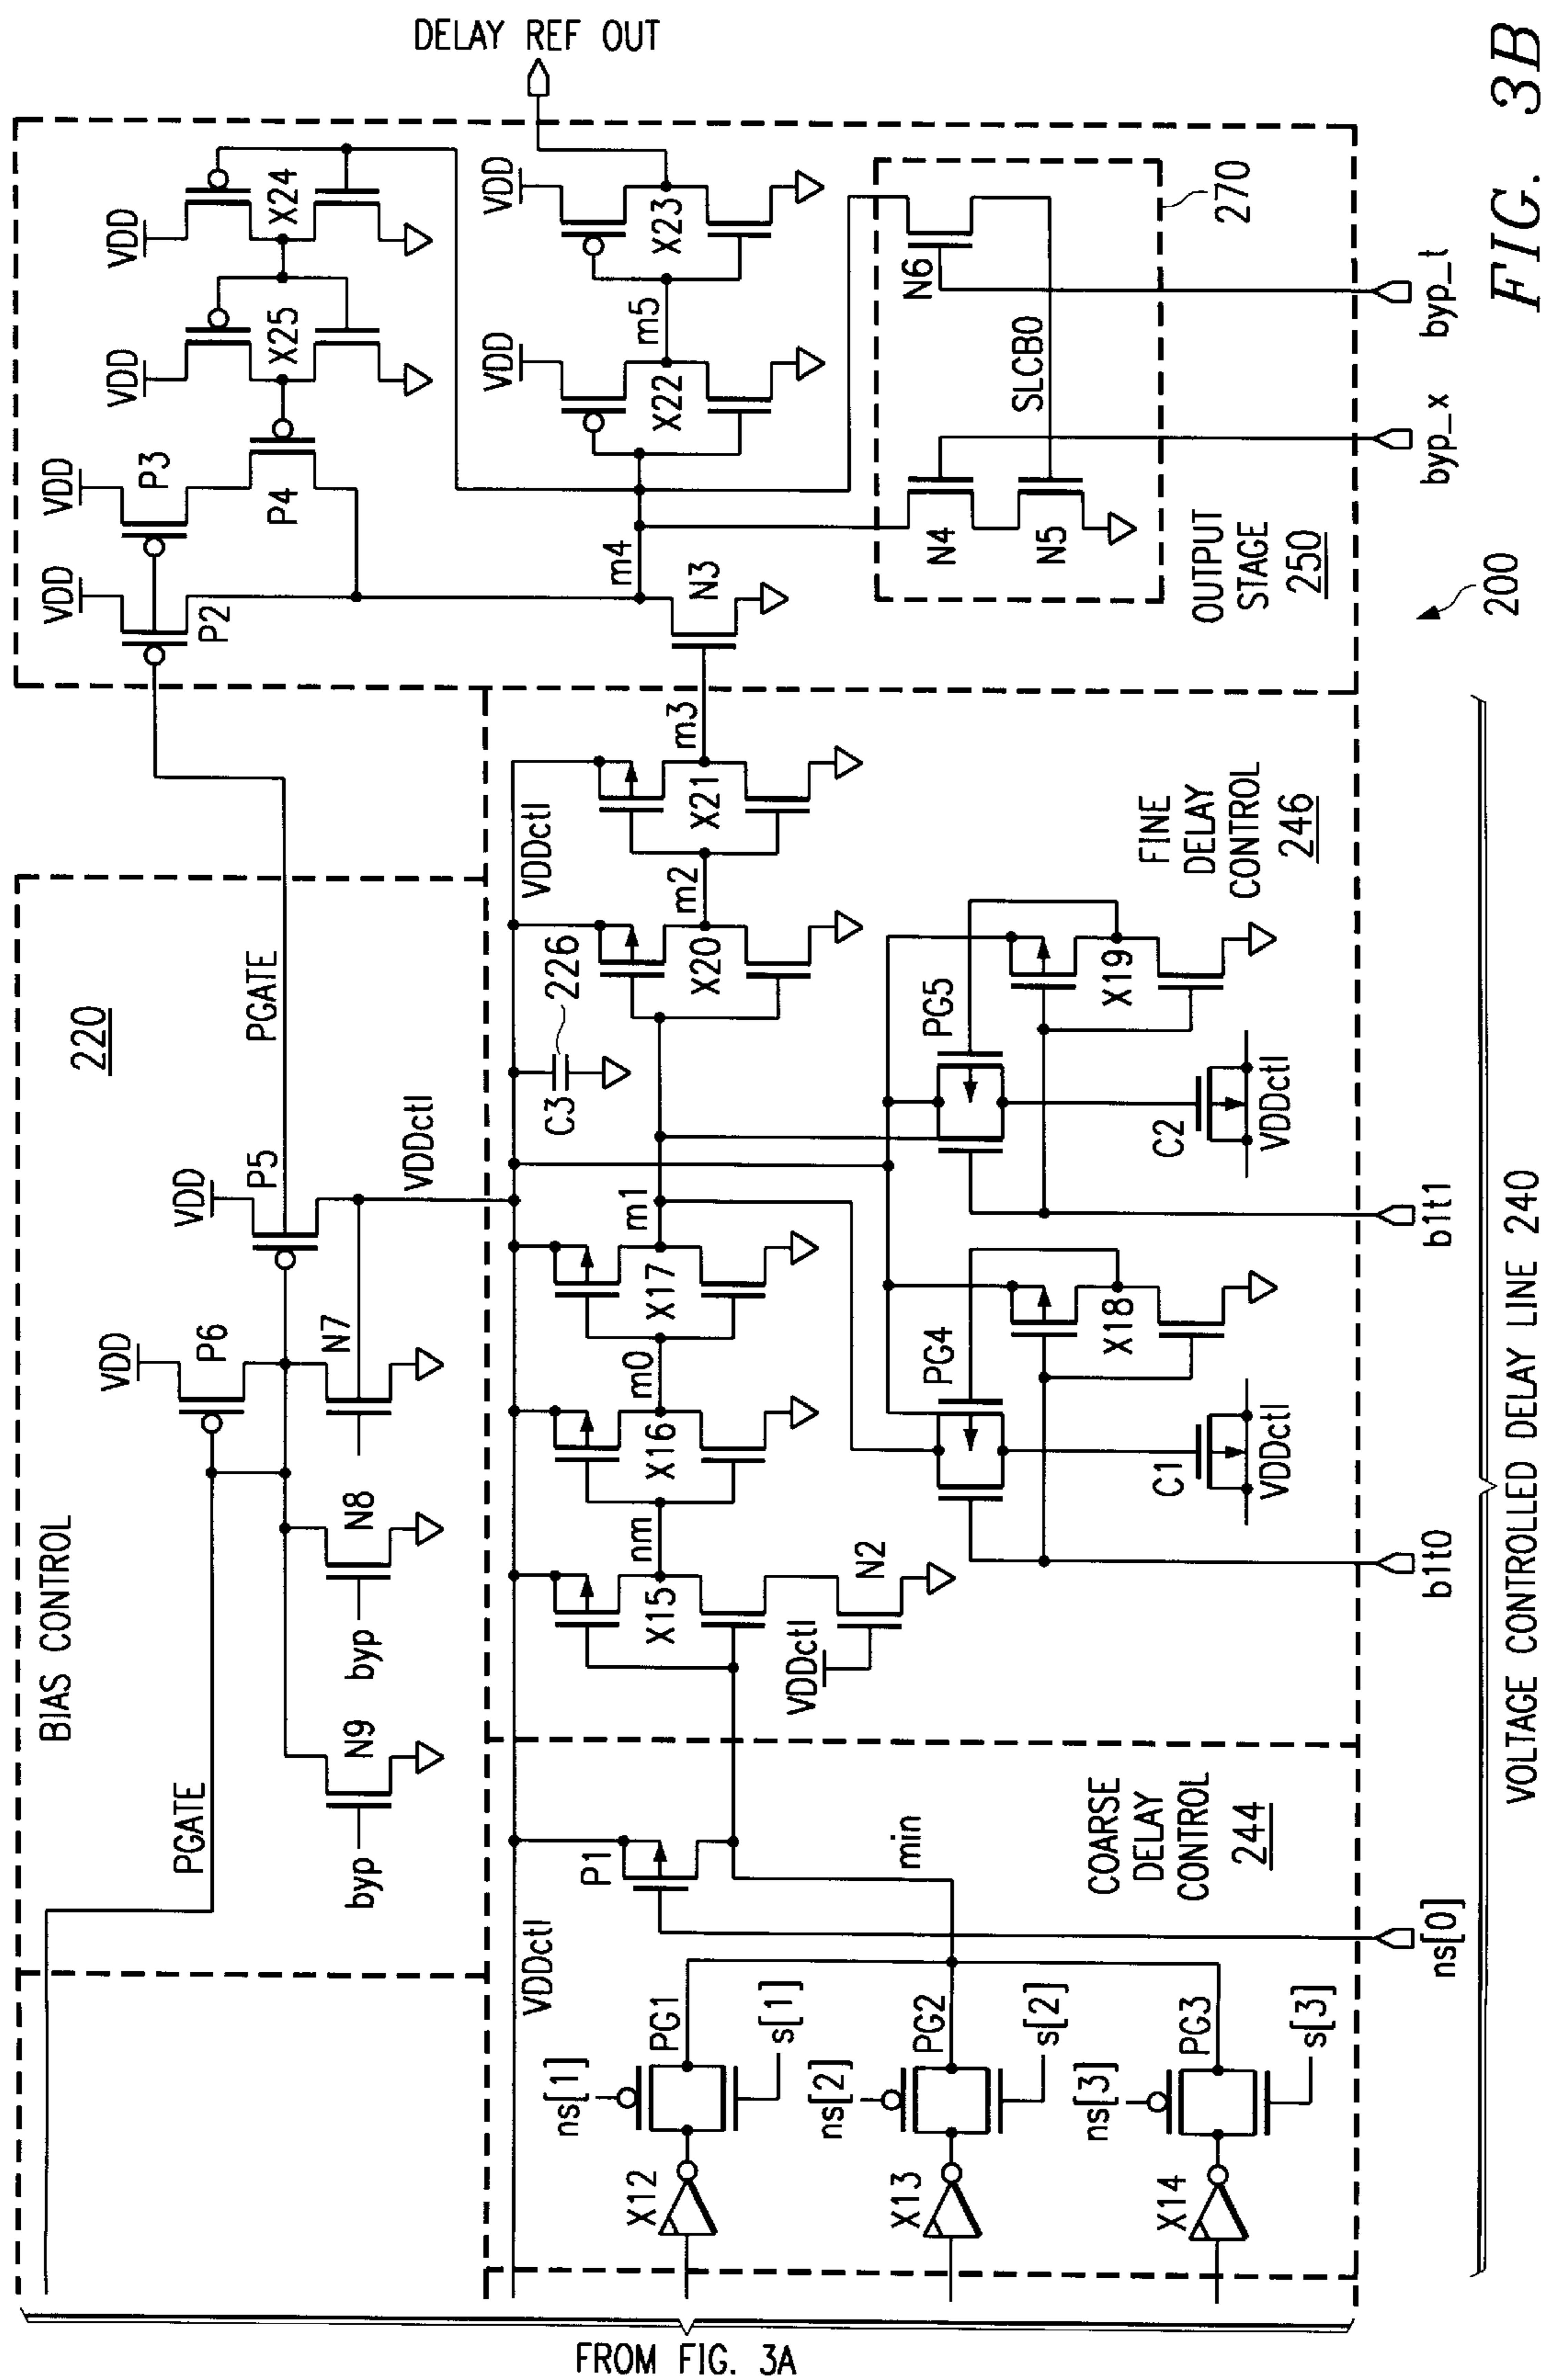 FROM FIG. 3A
BIAS CONTROL
220
PGATE
PGATE
VDD
P6
VDD
P5
byp
N9
byp
N8
N7
VDDctl
VDD
P2
VDD
P3
P4
VDD
X25
VDD
X24
DELAY REF OUT
VDDctl
P1
X15
nm
X16
m0
X17
m1
C3
226
VDDctl
X20
m2
X21
m3
N3
m4
VDD
X22
m5
VDD
X23
VDDctl
N2
ns[1]
X12
PG1
s[1]
ns[2]
X13
PG2
s[2]
ns[3]
X14
PG3
s[3]
min
COARSE
DELAY
CONTROL
244
PG4
X18
C1
VDDctl
PG5
X19
C2
VDDctl
FINE
DELAY
CONTROL
246
N4
N5
SLCB0
N6
270
OUTPUT
STAGE
250
ns[0]
b1t0
b1t1
byp_x
byp_t
VOLTAGE CONTROLLED DELAY LINE 240
200
FIG. 3B